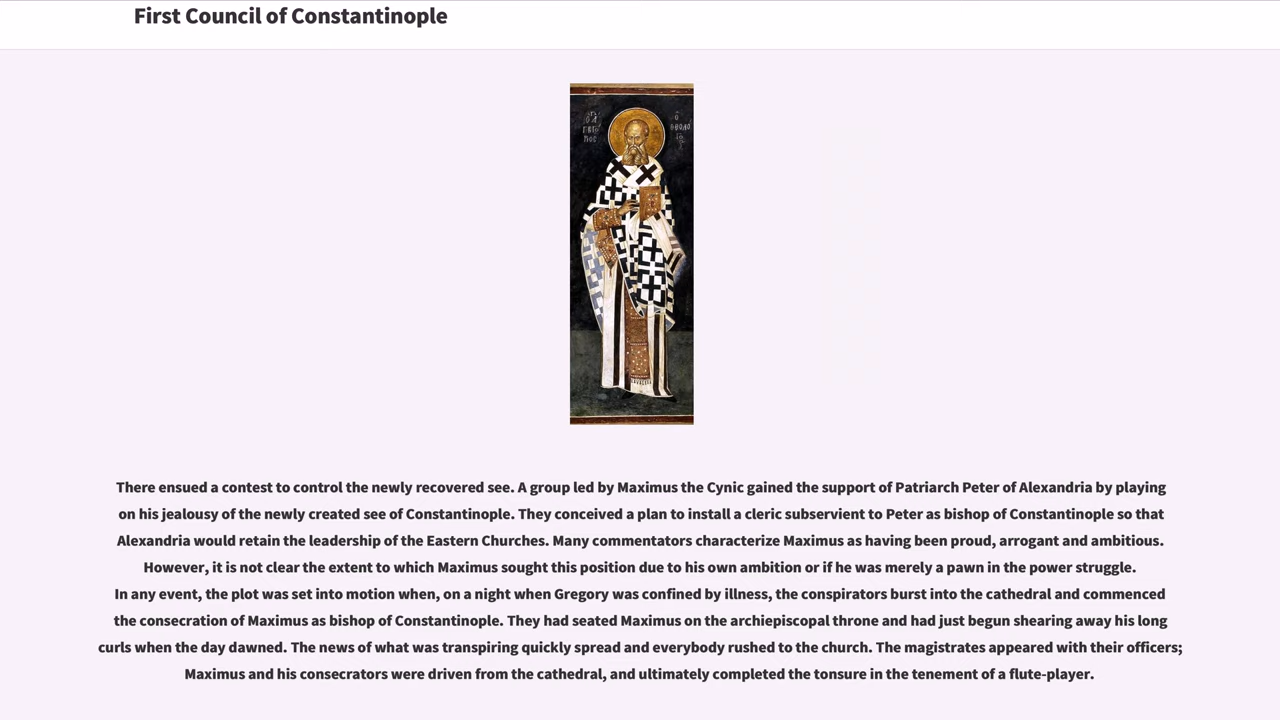 First Council of Constantinople
There ensued a contest to control the newly recovered see. A group led by Maximus the Cynic gained the support of Patriarch Peter of Alexandria by playing
on his jealousy of the newly created see of Constantinople. They conceived a plan to install a cleric subservient to Peter as bishop of Constantinople so that
Alexandria would retain the leadership of the Eastern Churches. Many commentators characterize Maximus as having been proud, arrogant and ambitious.
However, it is not clear the extent to which Maximus sought this position due to his own ambition or if he was merely a pawn in the power struggle.
In any event, the plot was set into motion when, on a night when Gregory was confined by illness, the conspirators burst into the cathedral and commenced
the consecration of Maximus as bishop of Constantinople. They had seated Maximus on the archiepiscopal throne and had just begun shearing away his long
curls when the day dawned. The news of what was transpiring quickly spread and everybody rushed to the church. The magistrates appeared with their officers;
Maximus and his consecrators were driven from the cathedral, and ultimately completed the tonsure in the tenement of a flute-player.